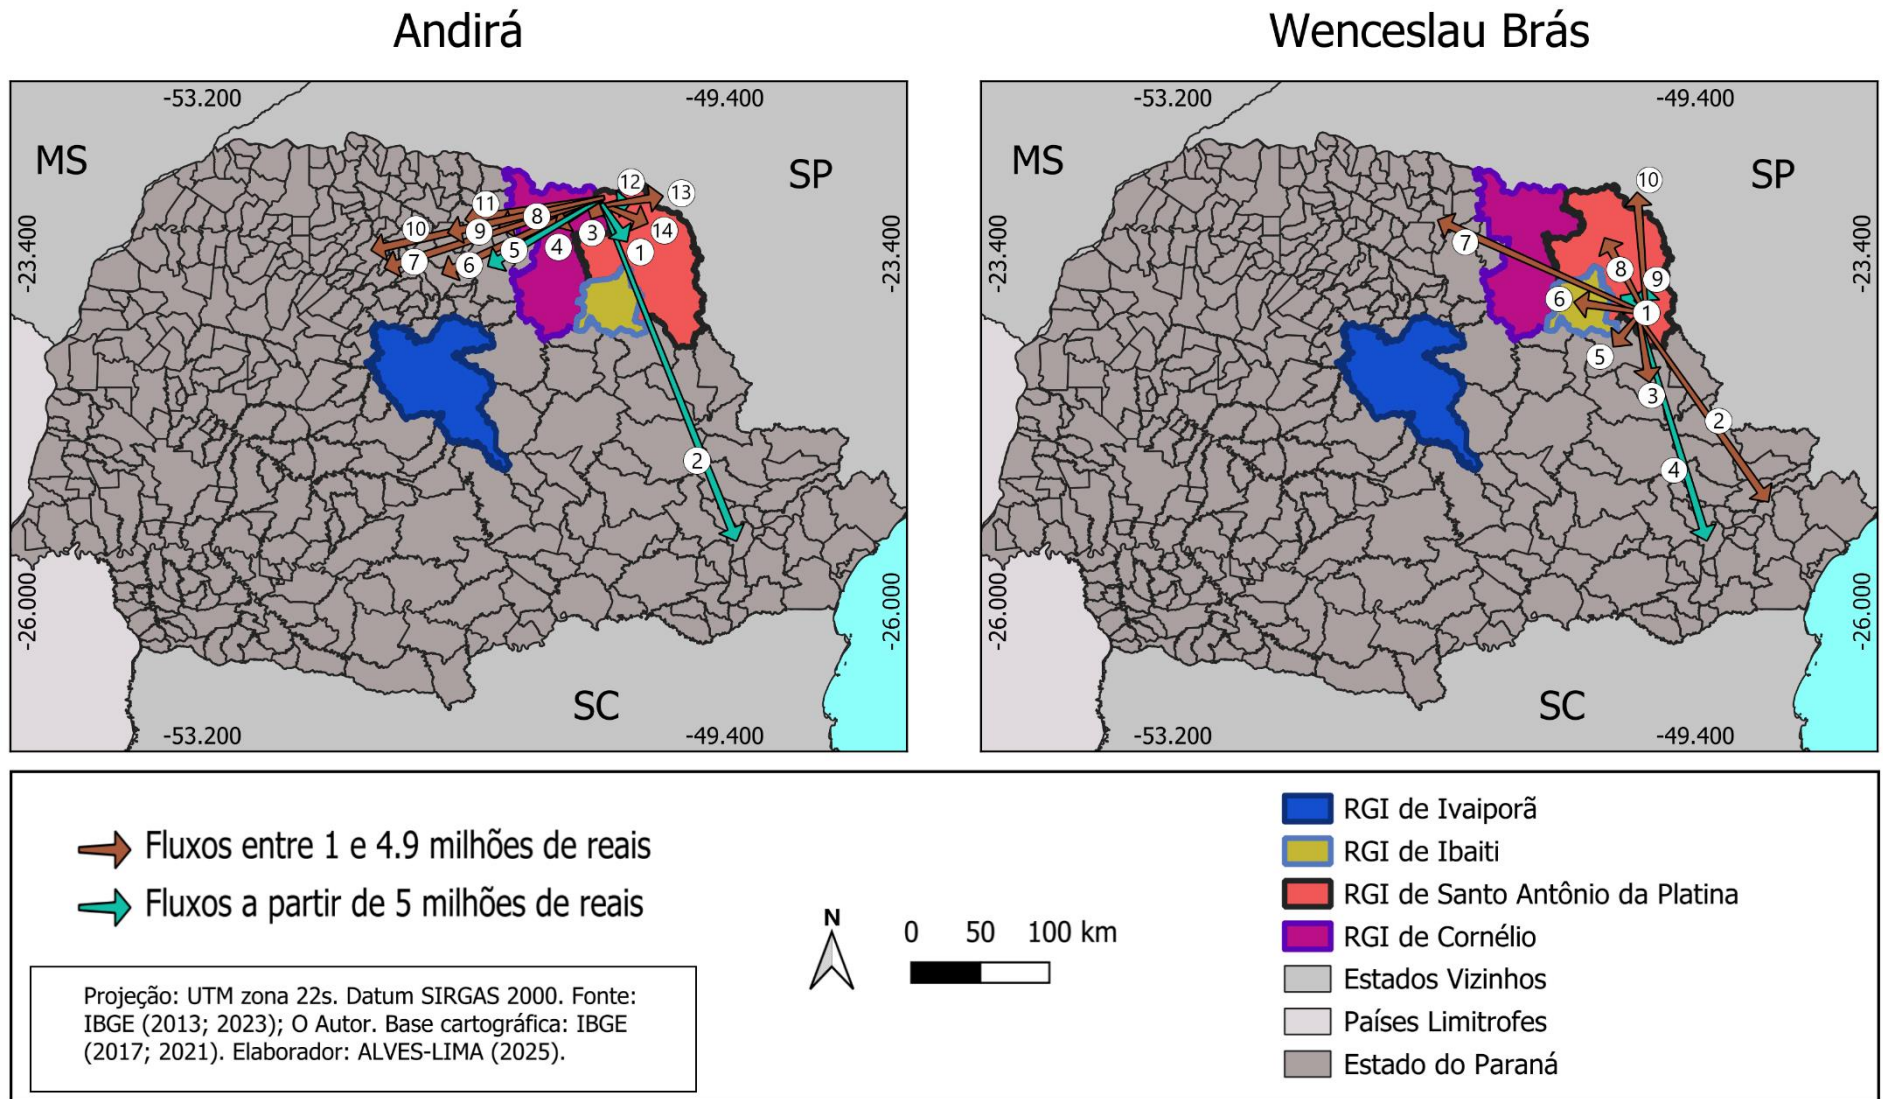 Andirá
Wenceslau Brás
-53.200
-49.400
MS
SP
-23.400
-23.400
-26.000
-26.000
12
13
11
10
9
8
3
14
1
7
6
5
4
2
SC
-53.200
-49.400
-53.200
-49.400
MS
SP
-23.400
-23.400
-26.000
-26.000
10
7
8
9
6
1
5
3
2
4
SC
-53.200
-49.400
Fluxos entre 1 e 4.9 milhões de reais
Fluxos a partir de 5 milhões de reais
Projeção: UTM zona 22s. Datum SIRGAS 2000. Fonte:
IBGE (2013; 2023); O Autor. Base cartográfica: IBGE
(2017; 2021). Elaborador: ALVES-LIMA (2025).
N
0 50 100 km
RGI de Ivaiporã
RGI de Ibaiti
RGI de Santo Antônio da Platina
RGI de Cornélio
Estados Vizinhos
Países Limitrofes
Estado do Paraná